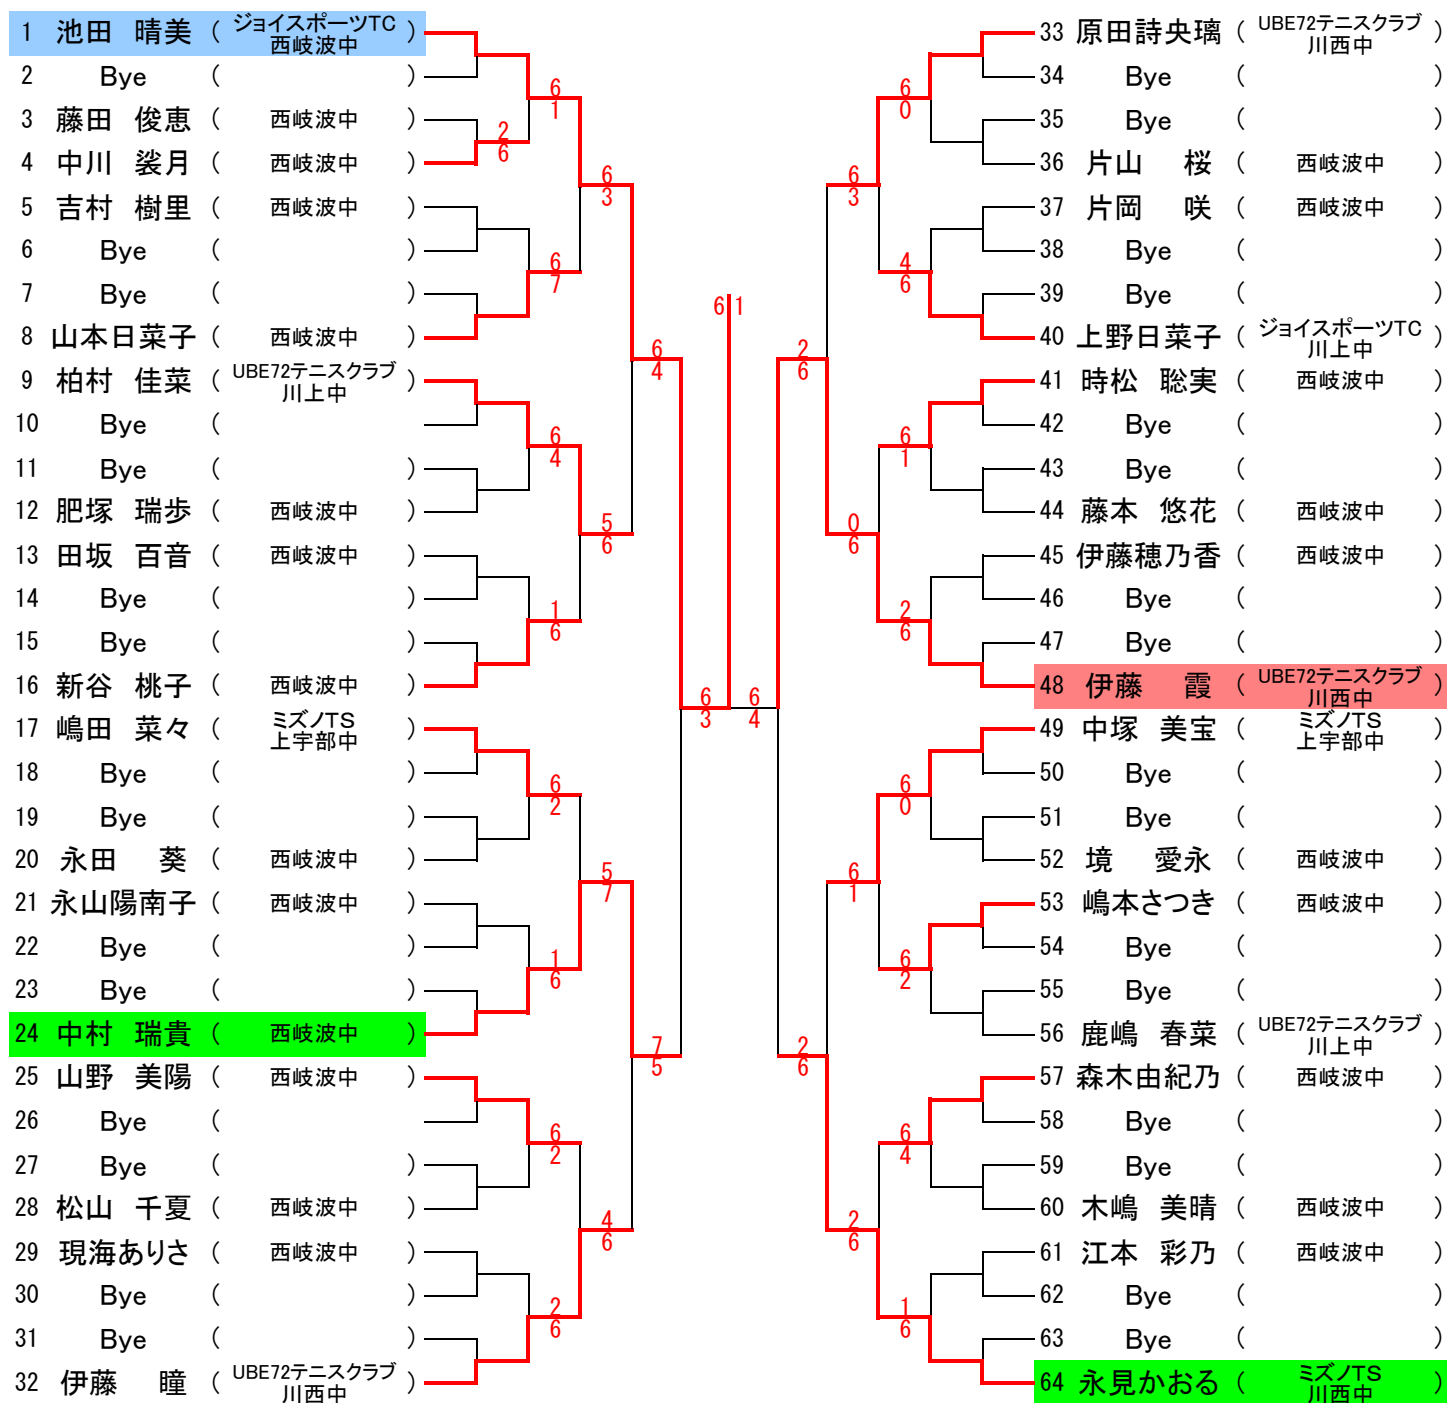 1 池田 晴美 ( ジョイスポーツTC 西岐波中 )
2 Bye ( )
3 藤田 俊恵 ( 西岐波中 )
4 中川 裟月 ( 西岐波中 )
5 吉村 樹里 ( 西岐波中 )
6 Bye ( )
7 Bye ( )
8 山本日菜子 ( 西岐波中 )
9 柏村 佳菜 ( UBE72テニスクラブ 川上中 )
10 Bye (
11 Bye ( )
12 肥塚 瑞歩 ( 西岐波中 )
13 田坂 百音 ( 西岐波中 )
14 Bye ( )
15 Bye ( )
16 新谷 桃子 ( 西岐波中 )
17 嶋田 菜々 ( ミズノTS 上宇部中 )
18 Bye ( )
19 Bye ( )
20 永田 葵 ( 西岐波中 )
21 永山陽南子 ( 西岐波中 )
22 Bye ( )
23 Bye ( )
24 中村 瑞貴 ( 西岐波中 )
25 山野 美陽 ( 西岐波中 )
26 Bye ( )
27 Bye ( )
28 松山 千夏 ( 西岐波中 )
29 現海ありさ ( 西岐波中 )
30 Bye ( )
31 Bye ( )
32 伊藤 瞳 ( UBE72テニスクラブ 川西中 )
2 6
6 1
6 7
6 4
1 6
6 2
1 6
6 2
2 6
6 3
5 6
5 7
4 6
6 4
7 5
6 3
6 1
6 4
2 6
2 6
6 3
0 6
6 1
2 6
6 0
4 6
6 1
2 6
6 0
6 2
6 4
1 6
33 原田詩央璃 ( UBE72テニスクラブ 川西中 )
34 Bye ( )
35 Bye ( )
36 片山 桜 ( 西岐波中 )
37 片岡 咲 ( 西岐波中 )
38 Bye ( )
39 Bye ( )
40 上野日菜子 ( ジョイスポーツTC 川上中 )
41 時松 聡実 ( 西岐波中 )
42 Bye ( )
43 Bye ( )
44 藤本 悠花 ( 西岐波中 )
45 伊藤穂乃香 ( 西岐波中 )
46 Bye ( )
47 Bye ( )
48 伊藤 霞 ( UBE72テニスクラブ 川西中 )
49 中塚 美宝 ( ミズノTS 上宇部中 )
50 Bye ( )
51 Bye ( )
52 境 愛永 ( 西岐波中 )
53 嶋本さつき ( 西岐波中 )
54 Bye ( )
55 Bye ( )
56 鹿嶋 春菜 ( UBE72テニスクラブ 川上中 )
57 森木由紀乃 ( 西岐波中 )
58 Bye ( )
59 Bye ( )
60 木嶋 美晴 ( 西岐波中 )
61 江本 彩乃 ( 西岐波中 )
62 Bye ( )
63 Bye ( )
64 永見かおる ( ミズノTS 川西中 )